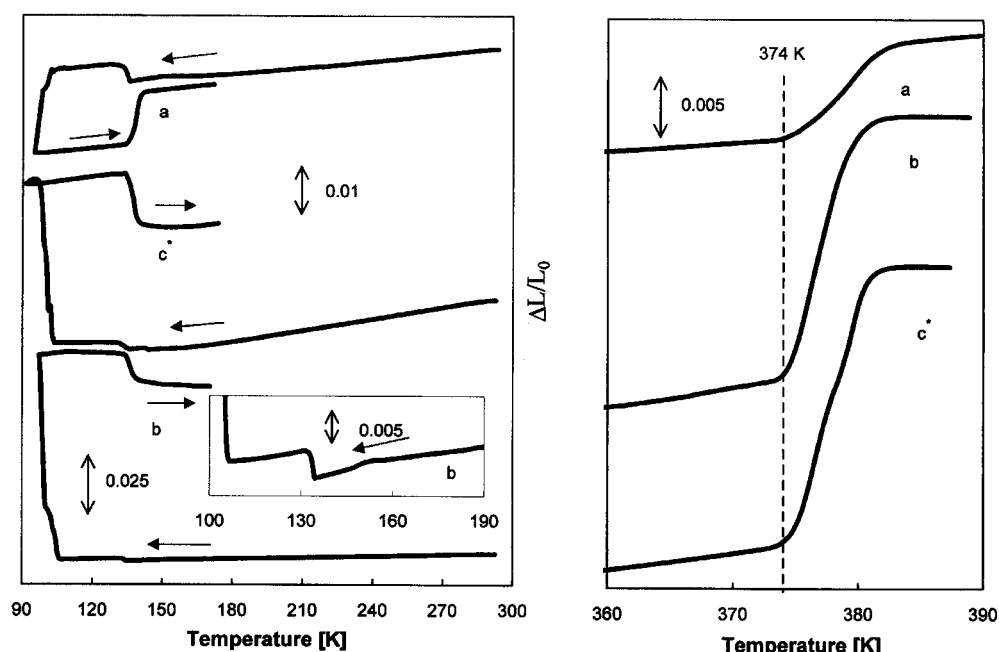 a
0.01
c*
b
0.025
0.005
b
100 130 160 190
90 120 150 180 210 240 270 300
Temperature [K]
ΔL/L0
374 K
0.005
a
b
c*
360 370 380 390
Temperature [K]